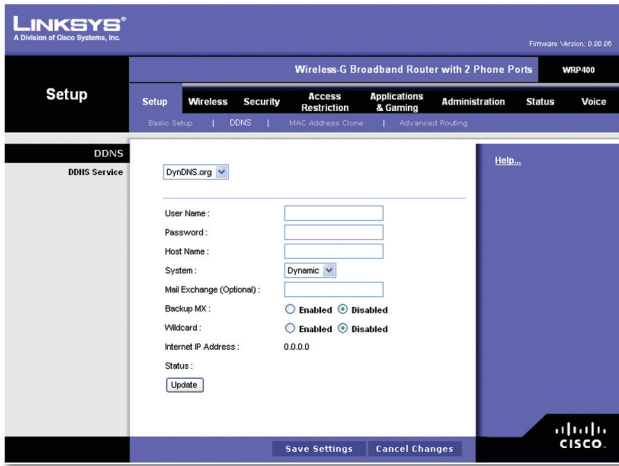 LINKSYS®
A Division of Cisco Systems, Inc.
Firmware Version: 0.00.06
Wireless-G Broadband Router with 2 Phone Ports WRP400
Setup
Setup Wireless Security Access Restriction Applications & Gaming Administration Status Voice
Basic Setup | DDNS | MAC Address Clone | Advanced Routing
DDNS
DDNS Service
DynDNS.org
Help...
User Name :
Password :
Host Name :
System : Dynamic
Mail Exchange (Optional) :
Backup MX : Enabled Disabled
Wildcard : Enabled Disabled
Internet IP Address : 0.0.0.0
Status :
Update
Save Settings Cancel Changes
CISCO.